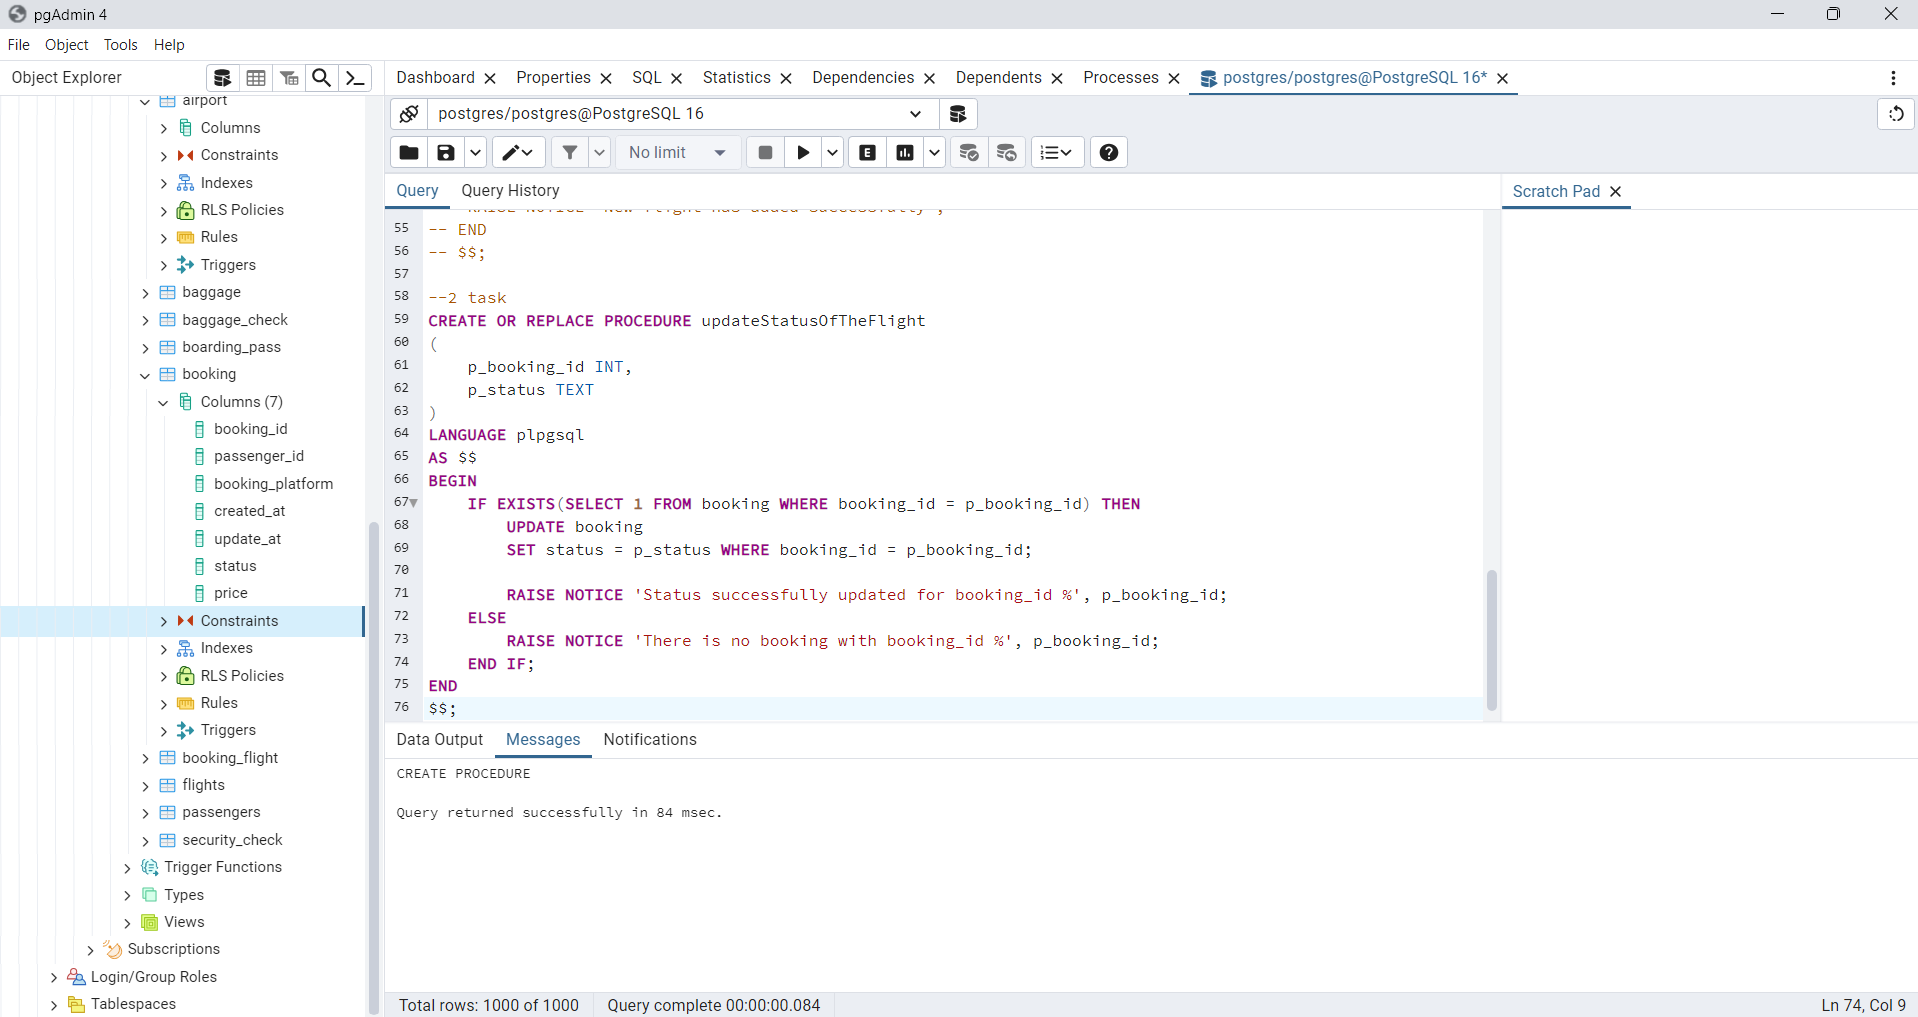 pgAdmin 4
File Object Tools Help
Object Explorer
Dashboard Properties SQL Statistics Dependencies Dependents Processes postgres/postgres@PostgreSQL 16*
postgres/postgres@PostgreSQL 16
No limit
Query Query History
Scratch Pad
airport
Columns
Constraints
Indexes
RLS Policies
Rules
Triggers
baggage
baggage_check
boarding_pass
booking
Columns (7)
booking_id
passenger_id
booking_platform
created_at
update_at
status
price
Constraints
Indexes
RLS Policies
Rules
Triggers
booking_flight
flights
passengers
security_check
Trigger Functions
Types
Views
Subscriptions
Login/Group Roles
Tablespaces
55 -- END
56 -- $$;
57
58 --2 task
59 CREATE OR REPLACE PROCEDURE updateStatusOfTheFlight
60 (
61 p_booking_id INT,
62 p_status TEXT
63 )
64 LANGUAGE plpgsql
65 AS $$
66 BEGIN
67 IF EXISTS(SELECT 1 FROM booking WHERE booking_id = p_booking_id) THEN
68 UPDATE booking
69 SET status = p_status WHERE booking_id = p_booking_id;
70
71 RAISE NOTICE 'Status successfully updated for booking_id %', p_booking_id;
72 ELSE
73 RAISE NOTICE 'There is no booking with booking_id %', p_booking_id;
74 END IF;
75 END
76 $$;
Data Output Messages Notifications
CREATE PROCEDURE
Query returned successfully in 84 msec.
Total rows: 1000 of 1000 Query complete 00:00:00.084 Ln 74, Col 9